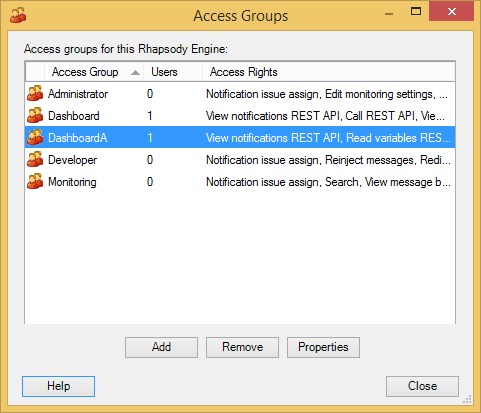 Access Groups
Access groups for this Rhapsody Engine:
Access Group Users Access Rights
Administrator 0 Notification issue assign, Edit monitoring settings, ...
Dashboard 1 View notifications REST API, Call REST API, Vie...
DashboardA 1 View notifications REST API, Read variables RES...
Developer 0 Notification issue assign, Reinject messages, Redi...
Monitoring 0 Notification issue assign, Search, View message b...
Add Remove Properties
Help Close